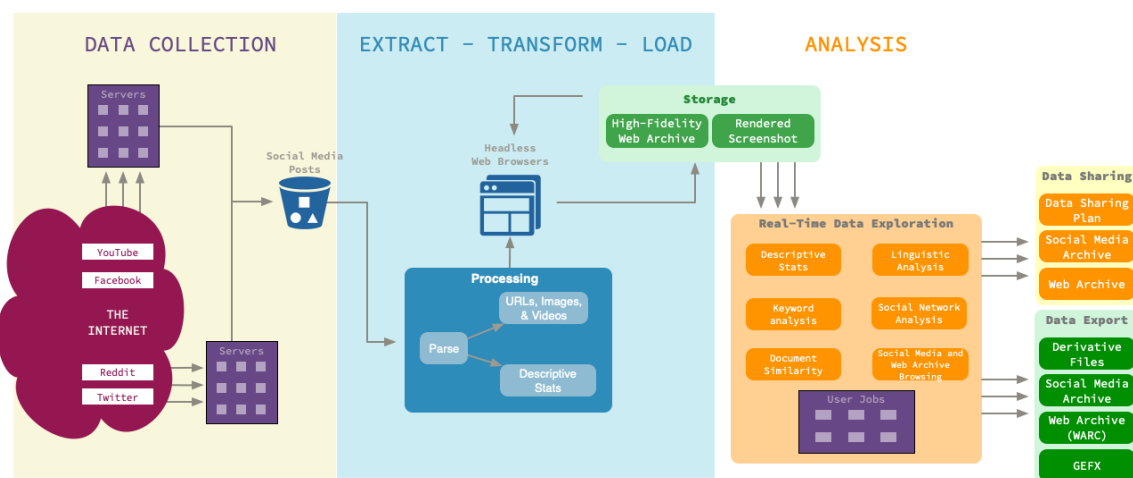 DATA COLLECTION
Servers
Social Media
Posts
YouTube
Facebook
THE
INTERNET
Reddit
Twitter
Servers
EXTRACT - TRANSFORM - LOAD
Headless
Web Browsers
Processing
URLs, Images,
& Videos
Parse
Descriptive
Stats
ANALYSIS
Storage
High-Fidelity
Web Archive
Rendered
Screenshot
Real-Time Data Exploration
Descriptive
Stats
Linguistic
Analysis
Keyword
analysis
Social Network
Analysis
Document
Similarity
Social Media and
Web Archive
Browsing
User Jobs
Data Sharing
Data Sharing
Plan
Social Media
Archive
Web Archive
Data Export
Derivative
Files
Social Media
Archive
Web Archive
(WARC)
GEFX